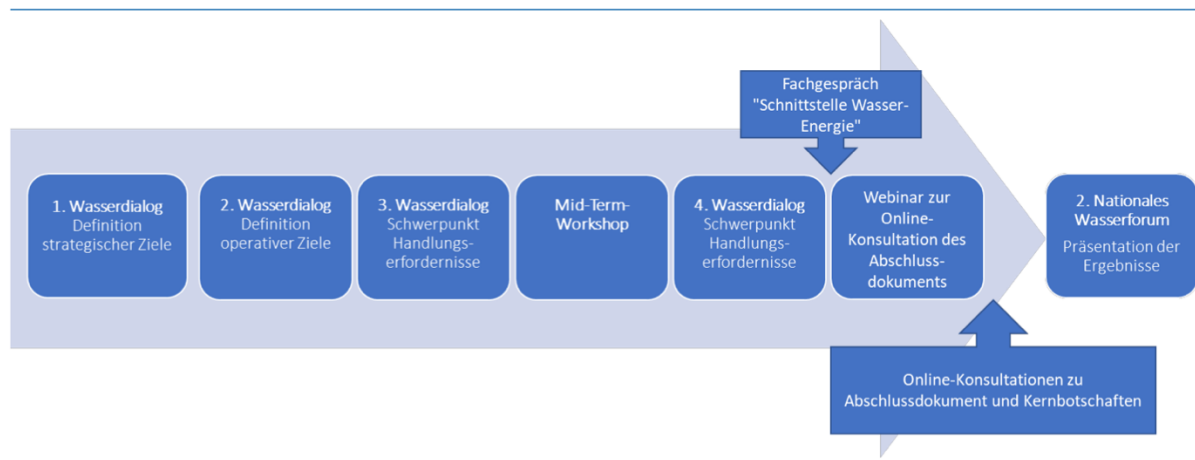 Fachgespräch
"Schnittstelle Wasser-
Energie"
1. Wasserdialog
Definition
strategischer Ziele
2. Wasserdialog
Definition
operativer Ziele
3. Wasserdialog
Schwerpunkt
Handlungs-
erfordernisse
Mid-Term-
Workshop
4. Wasserdialog
Schwerpunkt
Handlungs-
erfordernisse
Webinar zur
Online-
Konsultation des
Abschluss-
dokuments
2. Nationales
Wasserforum
Präsentation der
Ergebnisse
Online-Konsultationen zu
Abschlussdokument und Kernbotschaften